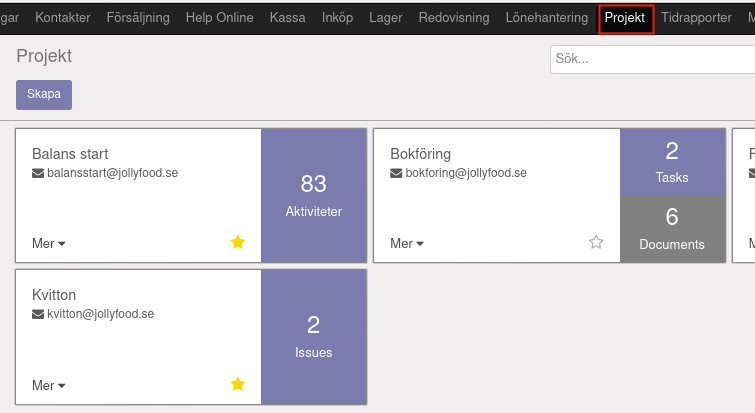 gar Kontakter Försäljning Help Online Kassa Inköp Lager Redovisning Lönehantering Projekt Tidrapporter
Projekt
Sök...
Skapa
Balans start
balansstart@jollyfood.se
83
Aktiviteter
Mer
Bokföring
bokforing@jollyfood.se
2
Tasks
6
Documents
Mer
Kvitton
kvitton@jollyfood.se
2
Issues
Mer